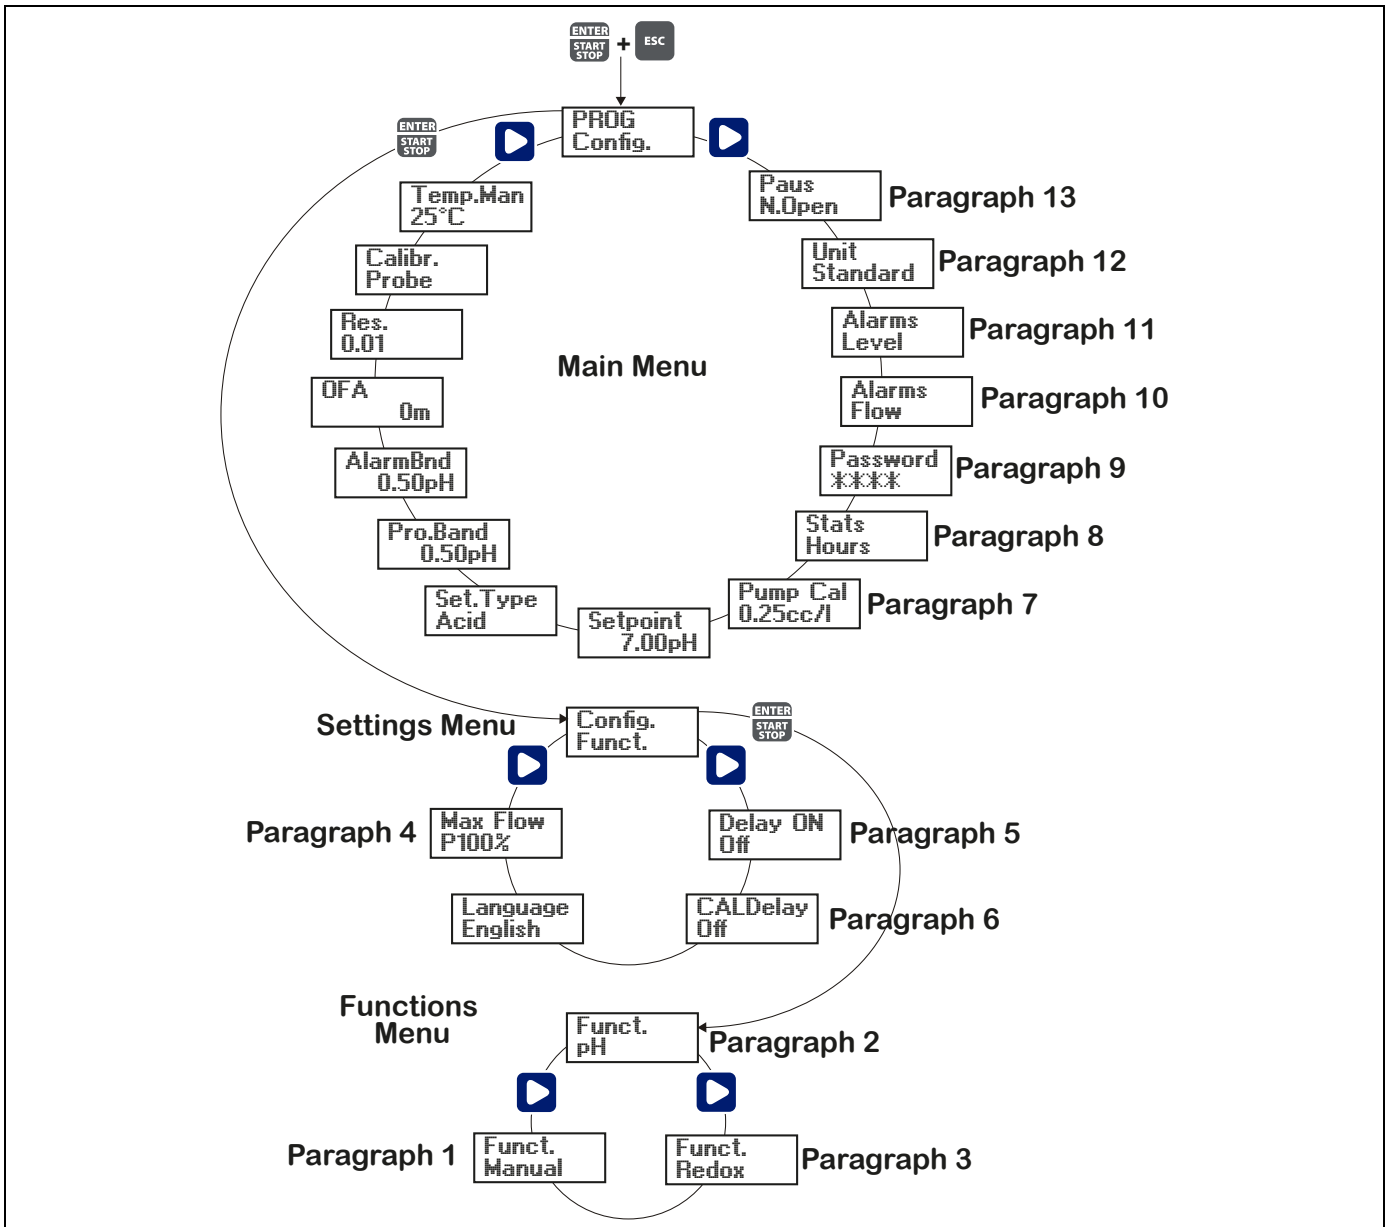 ENTER
START
STOP
+
ESC
PROG
Config.
ENTER
START
STOP
Temp.Man
25°C
Calibr.
Probe
Res.
0.01
OFA
0m
AlarmBnd
0.50pH
Pro.Band
0.50pH
Set.Type
Acid
Setpoint
7.00pH
Main Menu
Paus
N.Open
Paragraph 13
Unit
Standard
Paragraph 12
Alarms
Level
Paragraph 11
Alarms
Flow
Paragraph 10
Password
****
Paragraph 9
Stats
Hours
Paragraph 8
Pump Cal
0.25cc/l
Paragraph 7
Settings Menu
Config.
Funct.
ENTER
START
STOP
Paragraph 4
Max Flow
P100%
Delay ON
Off
Paragraph 5
Language
English
CALDelay
Off
Paragraph 6
Functions
Menu
Funct.
pH
Paragraph 2
Paragraph 1
Funct.
Manual
Funct.
Redox
Paragraph 3